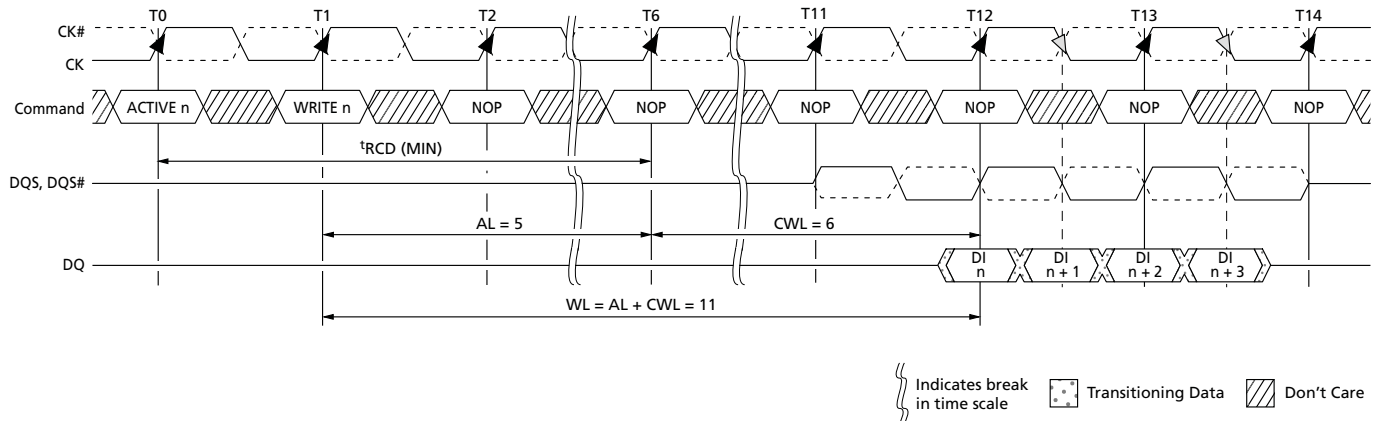 T0 T1 T2 T6 T11 T12 T13 T14
CK#
CK
Command ACTIVE n WRITE n NOP NOP NOP NOP NOP NOP
tRCD (MIN)
DQS, DQS#
AL = 5 CWL = 6
DQ DI n DI n + 1 DI n + 2 DI n + 3
WL = AL + CWL = 11
Indicates break in time scale
Transitioning Data
Don't Care